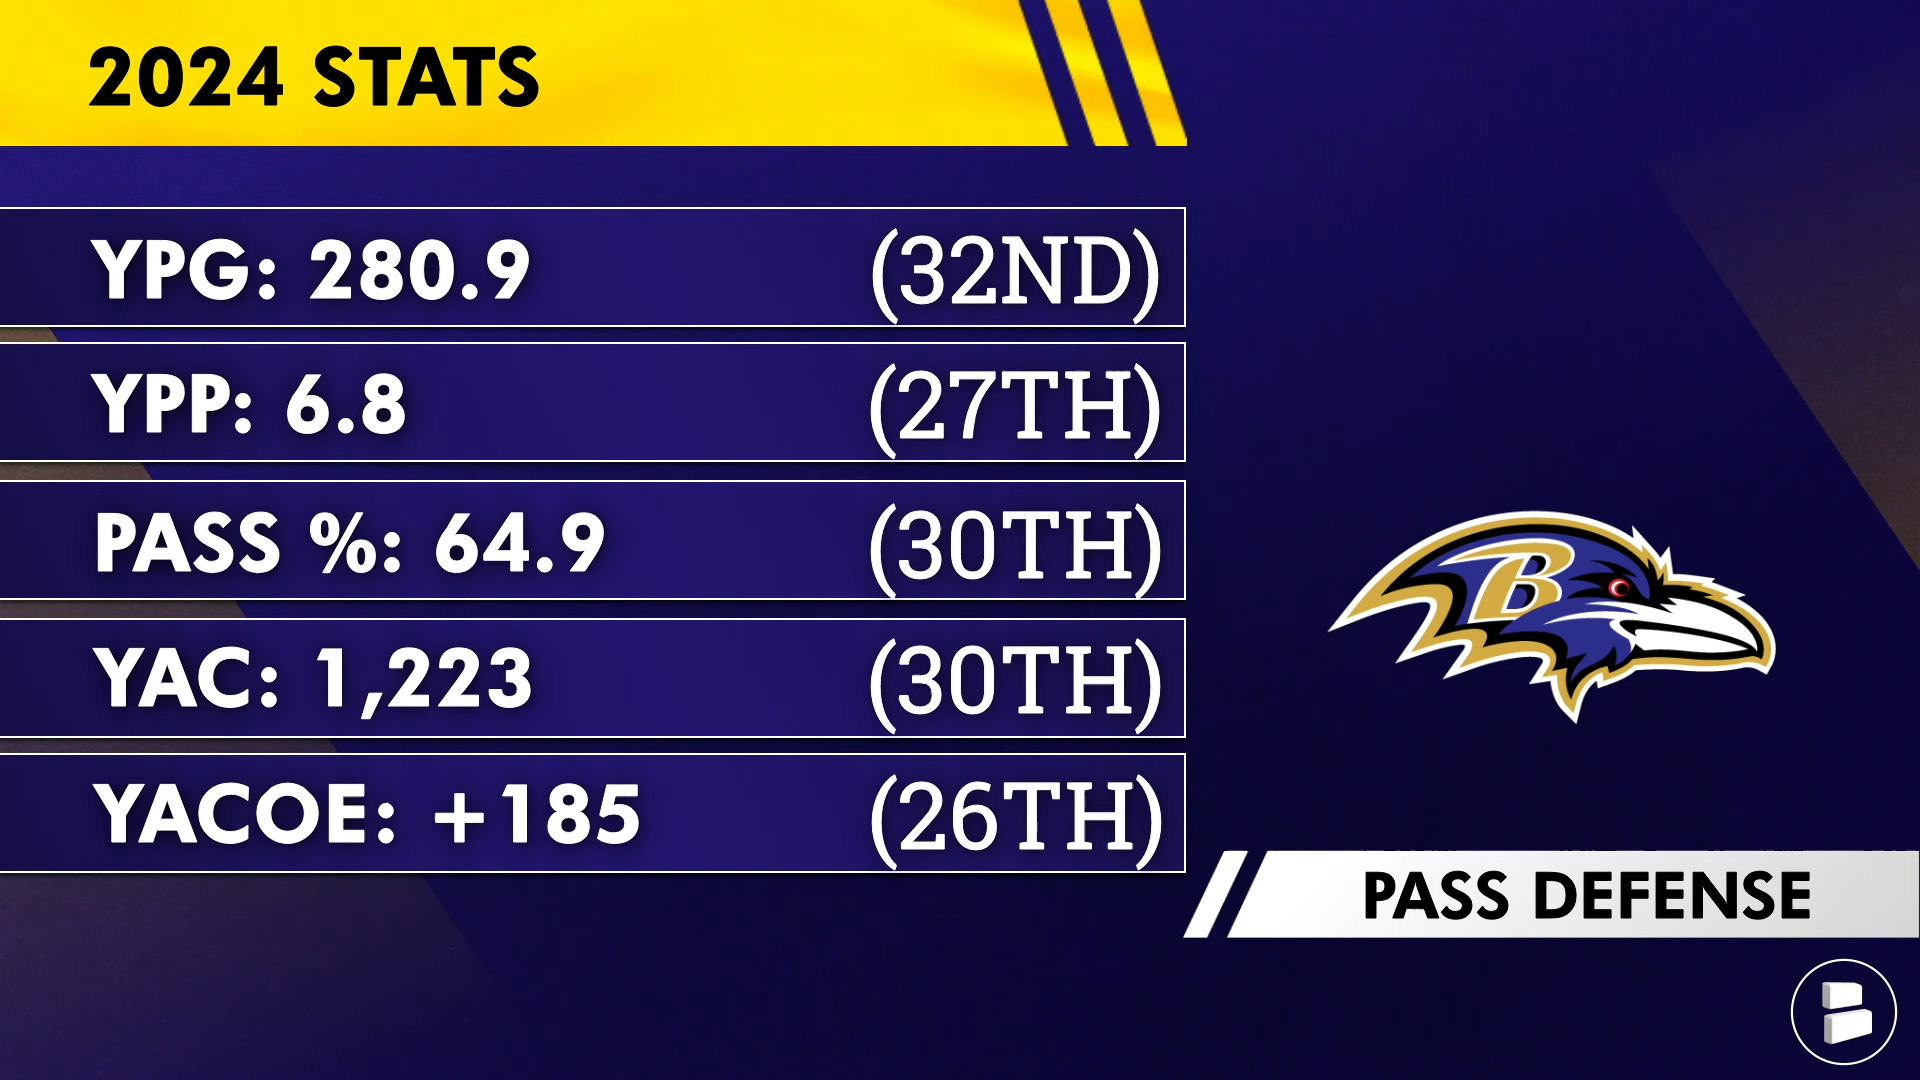 2024 STATS
YPG: 280.9 (32ND)
YPP: 6.8 (27TH)
PASS %: 64.9 (30TH)
YAC: 1,223 (30TH)
YACOE: +185 (26TH)
B
PASS DEFENSE